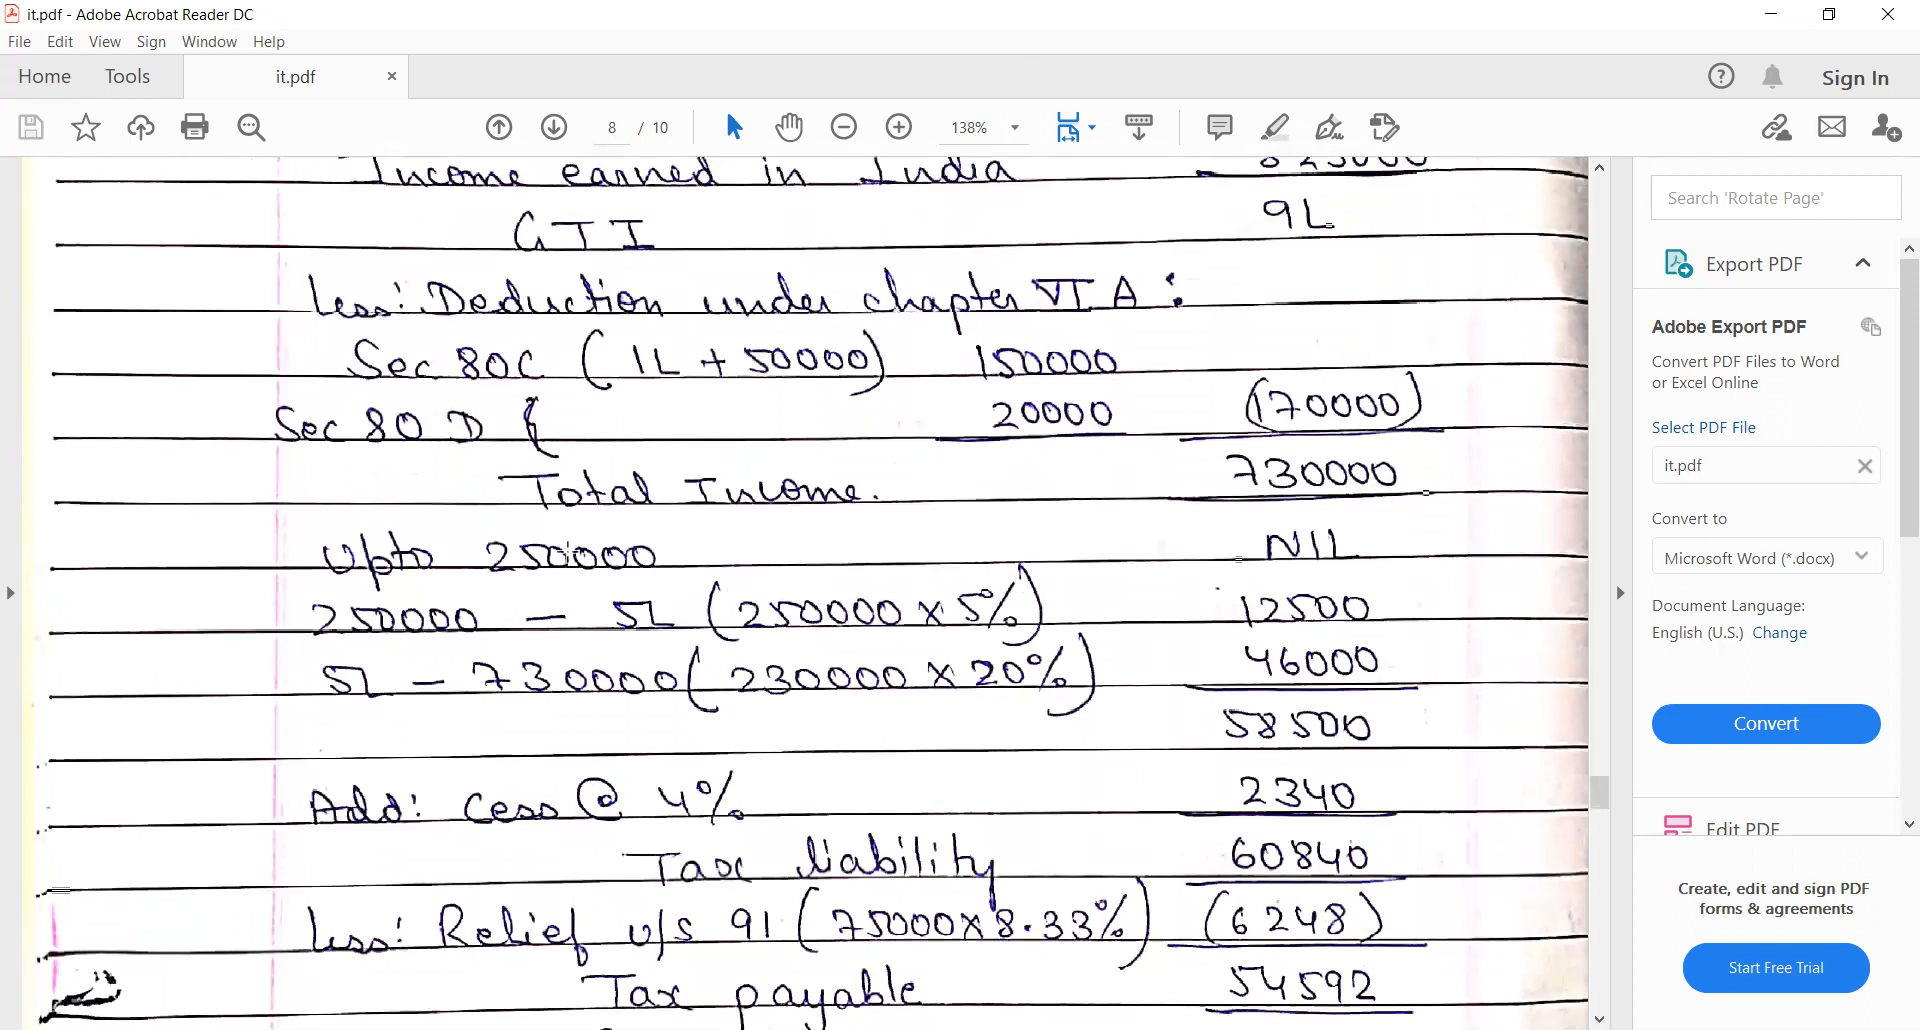 it.pdf - Adobe Acrobat Reader DC
File Edit View Sign Window Help
Home Tools it.pdf × Sign In
8 / 10 138%
Income earned in India 825000
GTI 9L
Less: Deduction under chapter VI A :
Sec 80C (1L + 50000) 150000
Sec 80 D { 20000 (170000)
Total Income. 730000
Upto 250000 NIL
250000 — 5L (250000 x 5%) 12500
5L — 730000 (230000 x 20%) 46000
58500
Add: Cess @ 4% 2340
Tax liability 60840
Less: Relief u/s 91 (75000x8.33%) (6248)
Tax payable 54592
Search 'Rotate Page'
Export PDF
Adobe Export PDF
Convert PDF Files to Word
or Excel Online
Select PDF File
it.pdf
Convert to
Microsoft Word (*.docx)
Document Language:
English (U.S.) Change
Convert
Edit PDF
Create, edit and sign PDF
forms & agreements
Start Free Trial